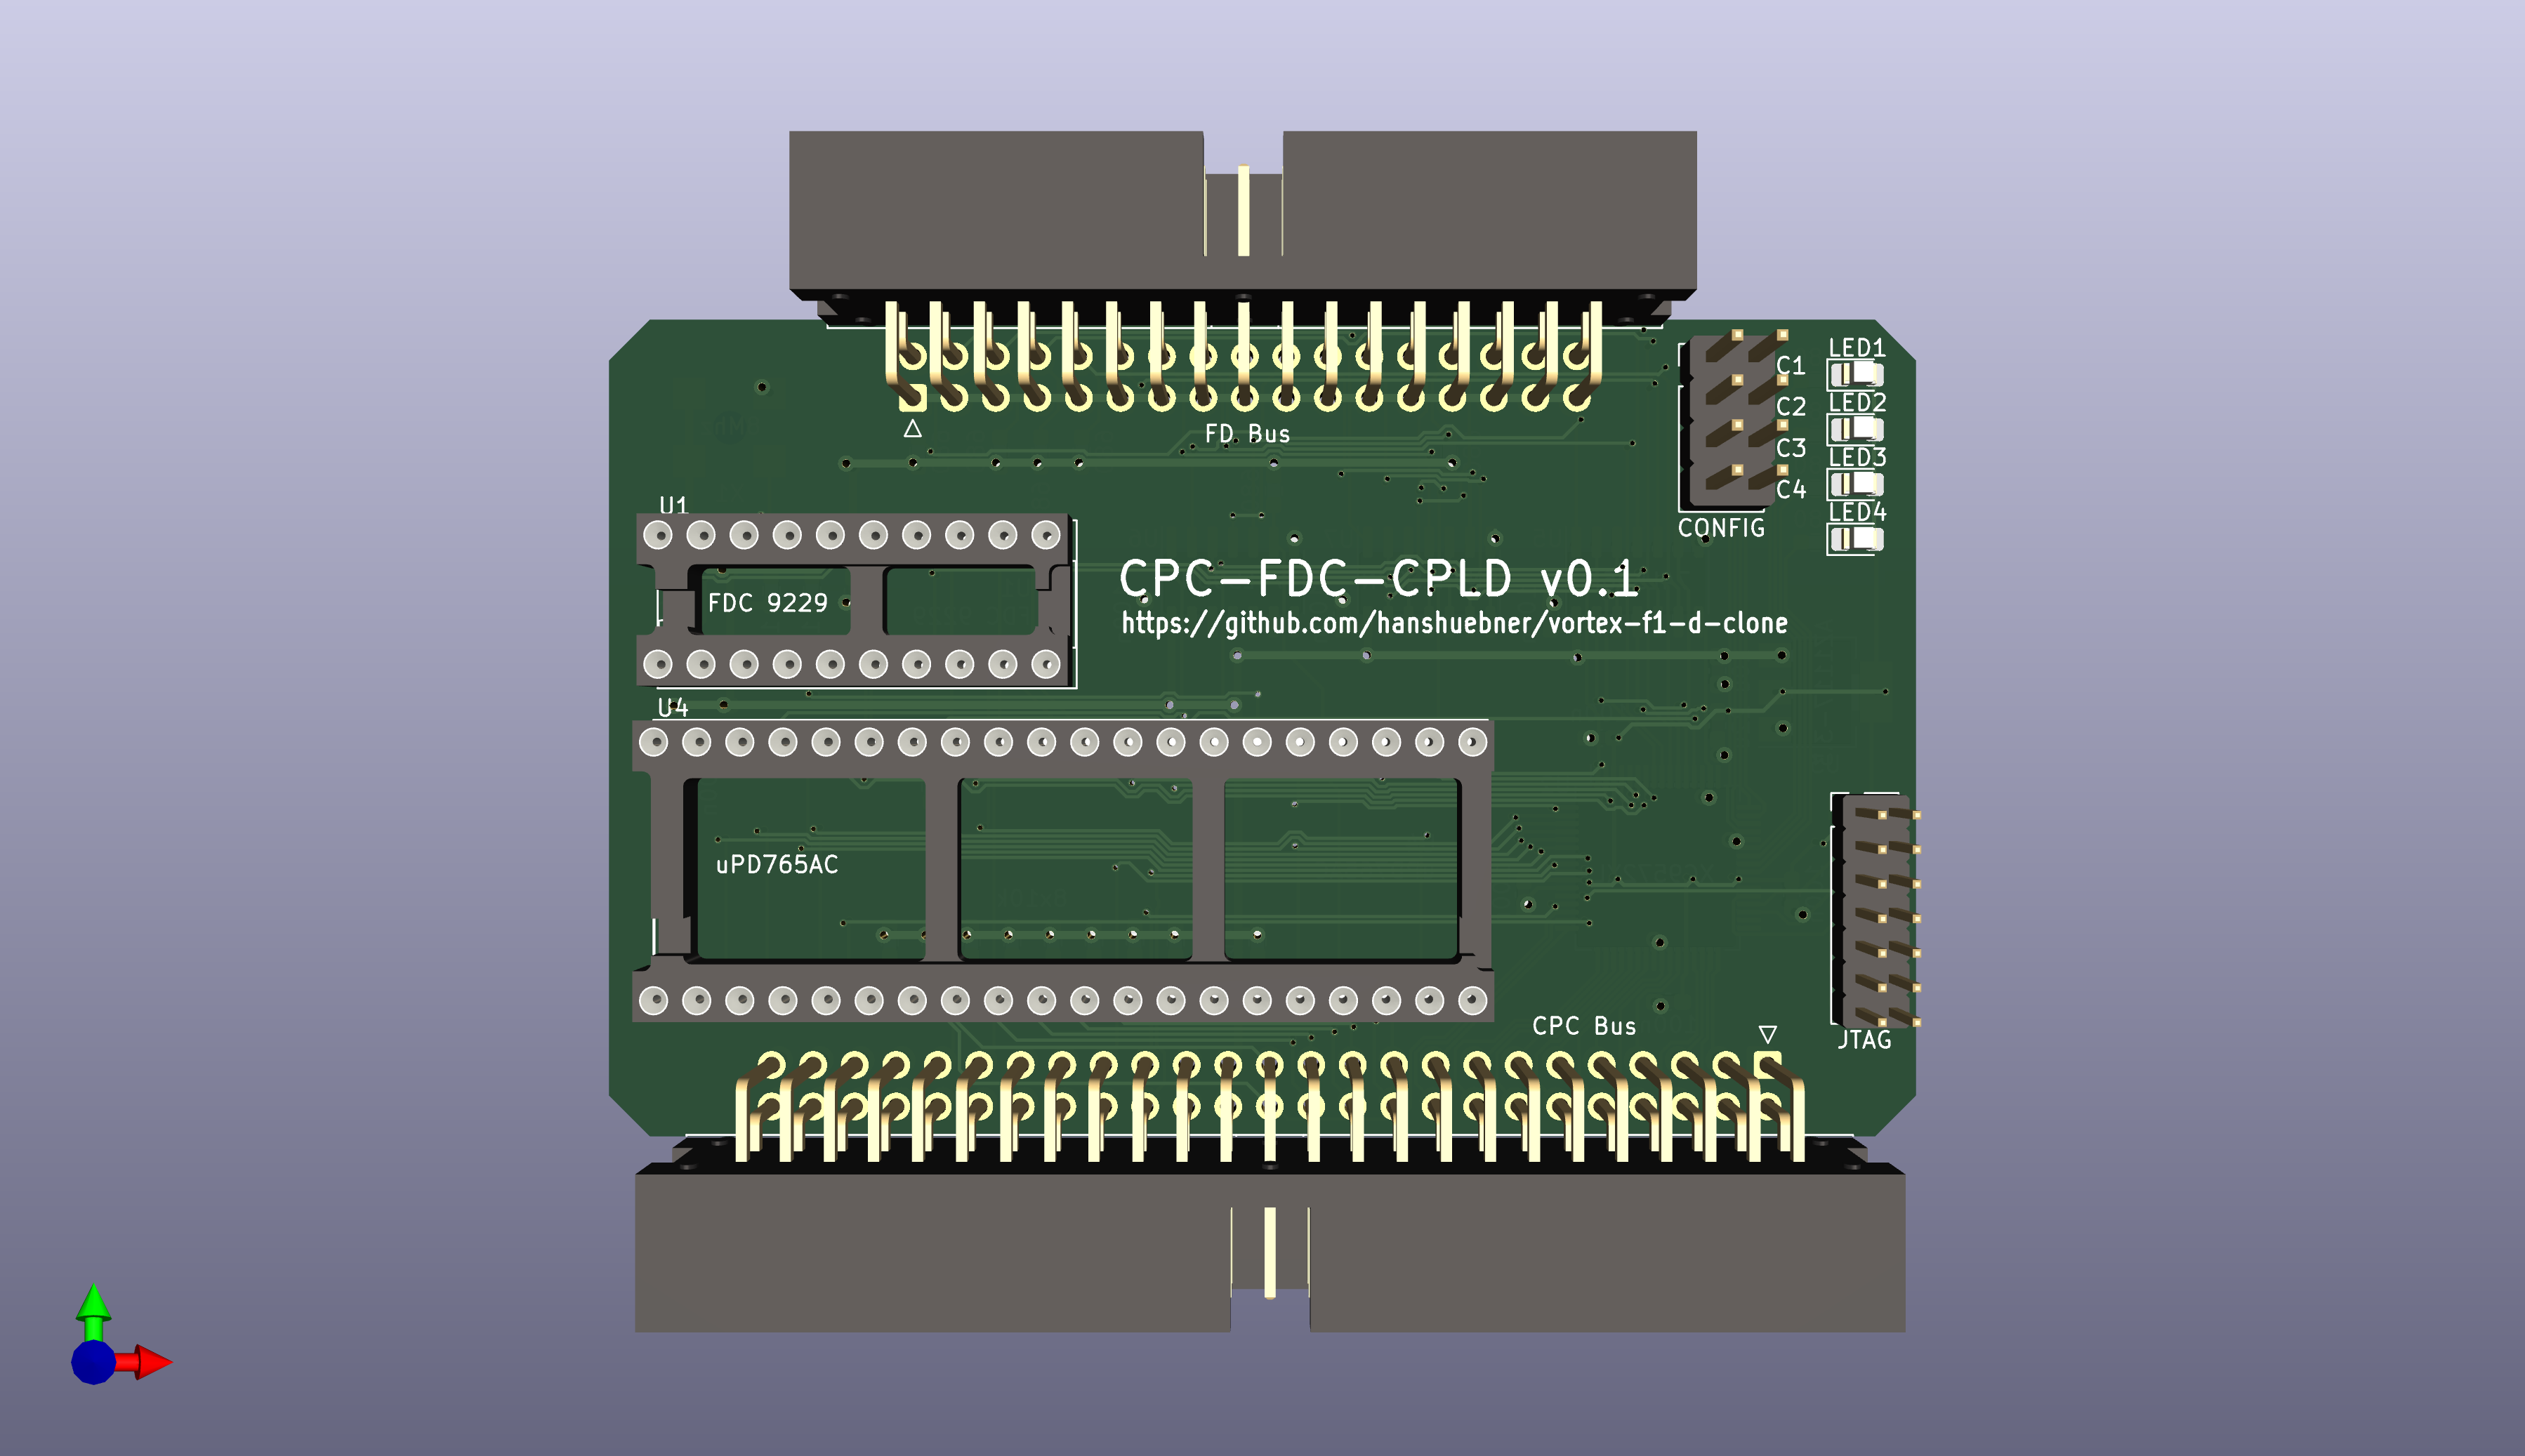 LED1
C1
LED2
C2
FD Bus
C3
LED3
C4
U1
LED4
CONFIG
CPC-FDC-CPLD v0.1
FDC 9229
https://github.com/hanshuebner/vortex-f1-d-clone
U4
uPD765AC
CPC Bus
JTAG